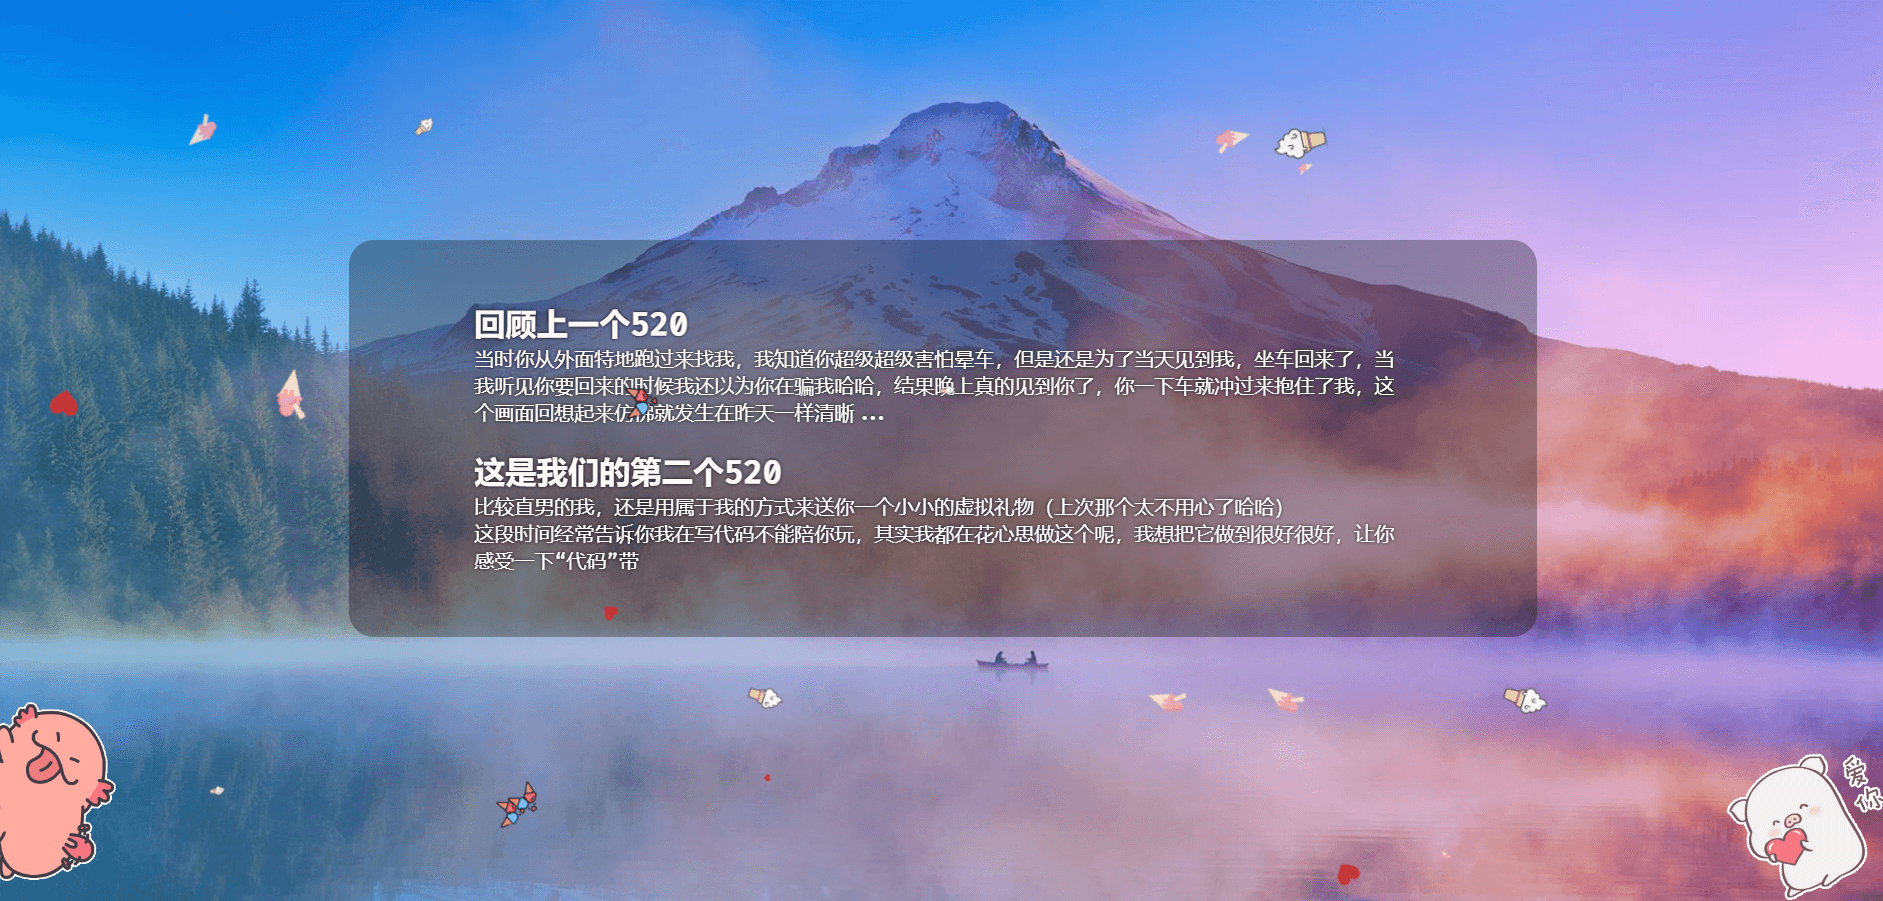 回顾上一个520
当时你从外面特地跑过来找我，我知道你超级超级害怕晕车，但是还是为了当天见到我，坐车回来了，当
我听见你要回来的时候我还以为你在骗我哈哈，结果晚上真的见到你了，你一下车就冲过来抱住了我，这
个画面回想起来仿佛就发生在昨天一样清晰 ...
这是我们的第二个520
比较直男的我，还是用属于我的方式来送你一个小小的虚拟礼物（上次那个太不用心了哈哈）
这段时间经常告诉你我在写代码不能陪你玩，其实我都在花心思做这个呢，我想把它做到很好很好，让你
感受一下“代码”带
爱你